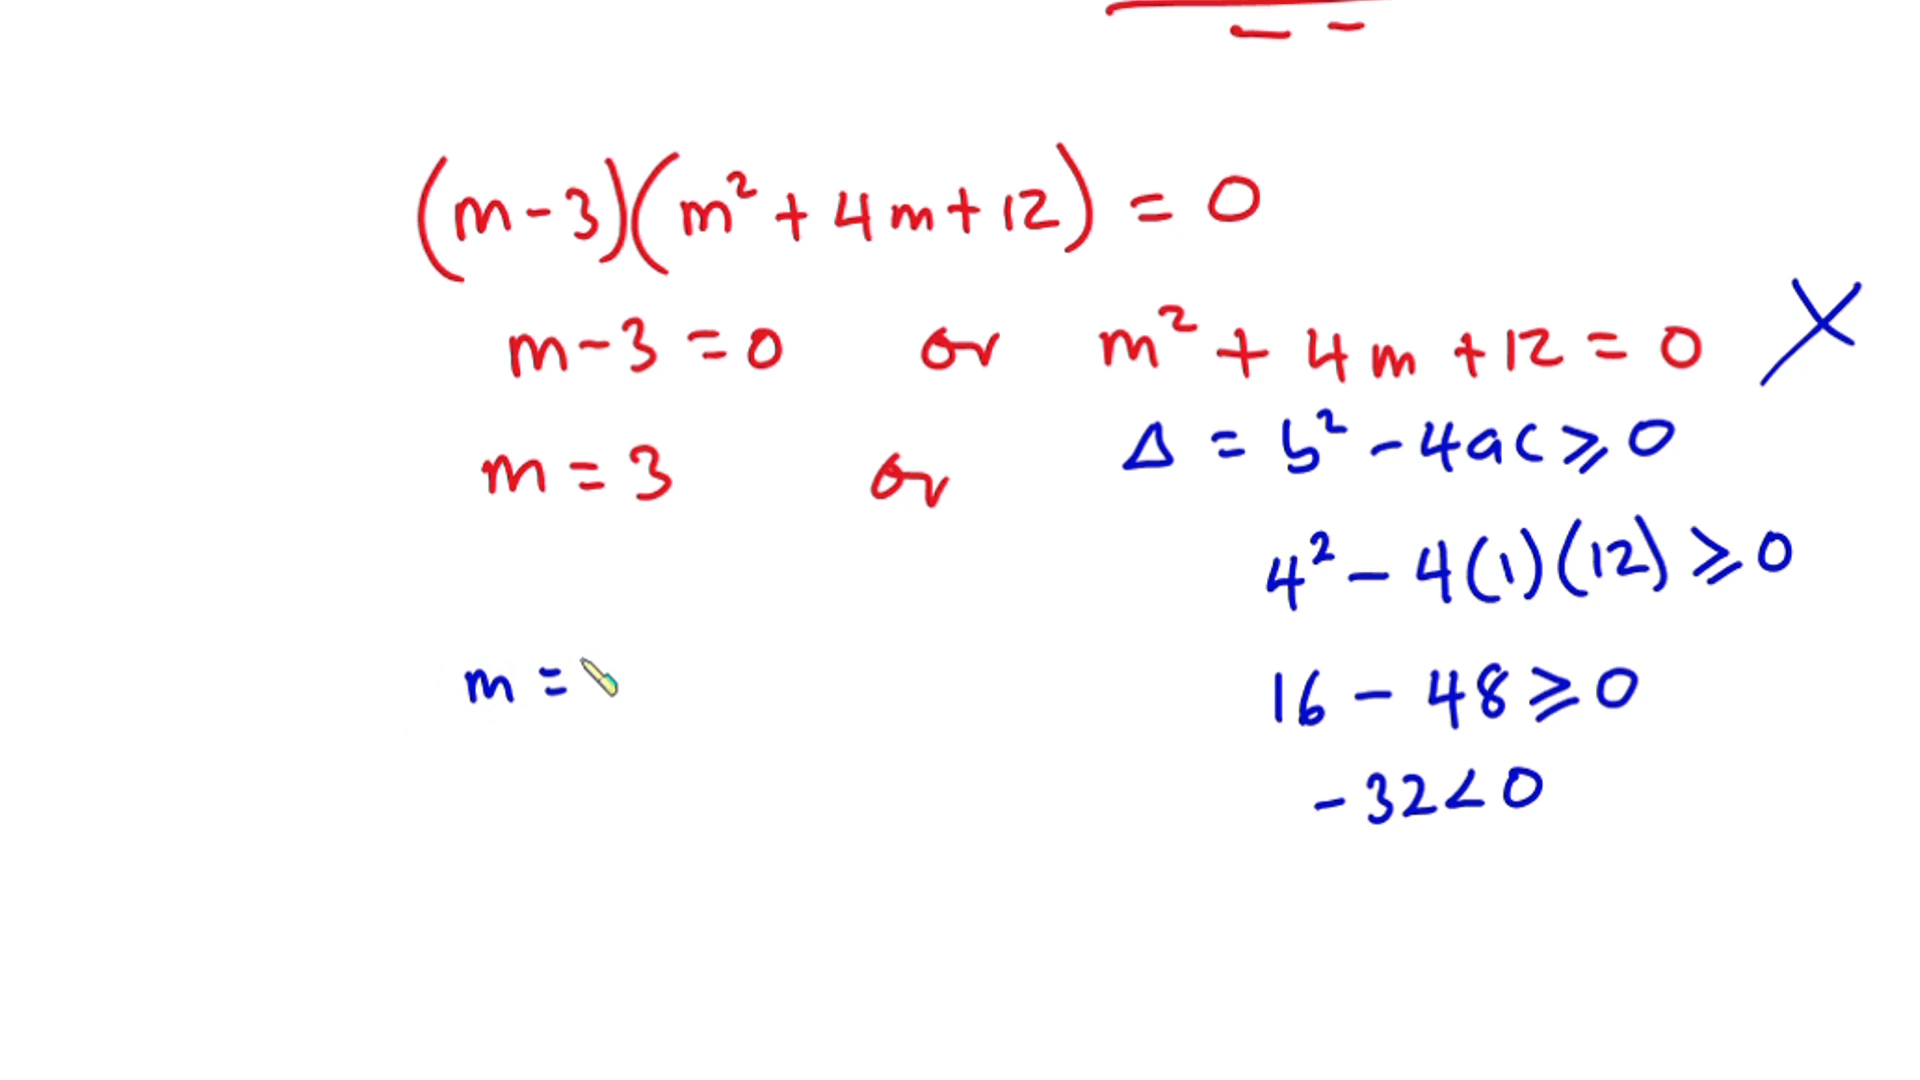 (m-3)(m²+4m+12) = 0
m-3 = 0 or m²+4m+12 = 0
m = 3 or Δ = b²-4ac ⩾ 0
4²-4(1)(12) ⩾ 0
m = 16-48 ⩾ 0
-32<0